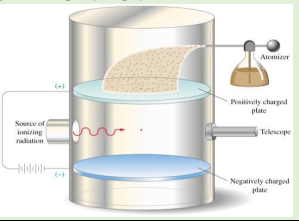 Atomizer
(+)
Positively charged
plate
Source of
ionizing
radiation
Telescope
(−)
Negatively charged
plate